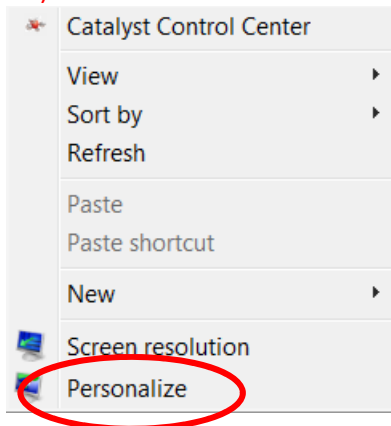 Catalyst Control Center
View
Sort by
Refresh
Paste
Paste shortcut
New
Screen resolution
Personalize